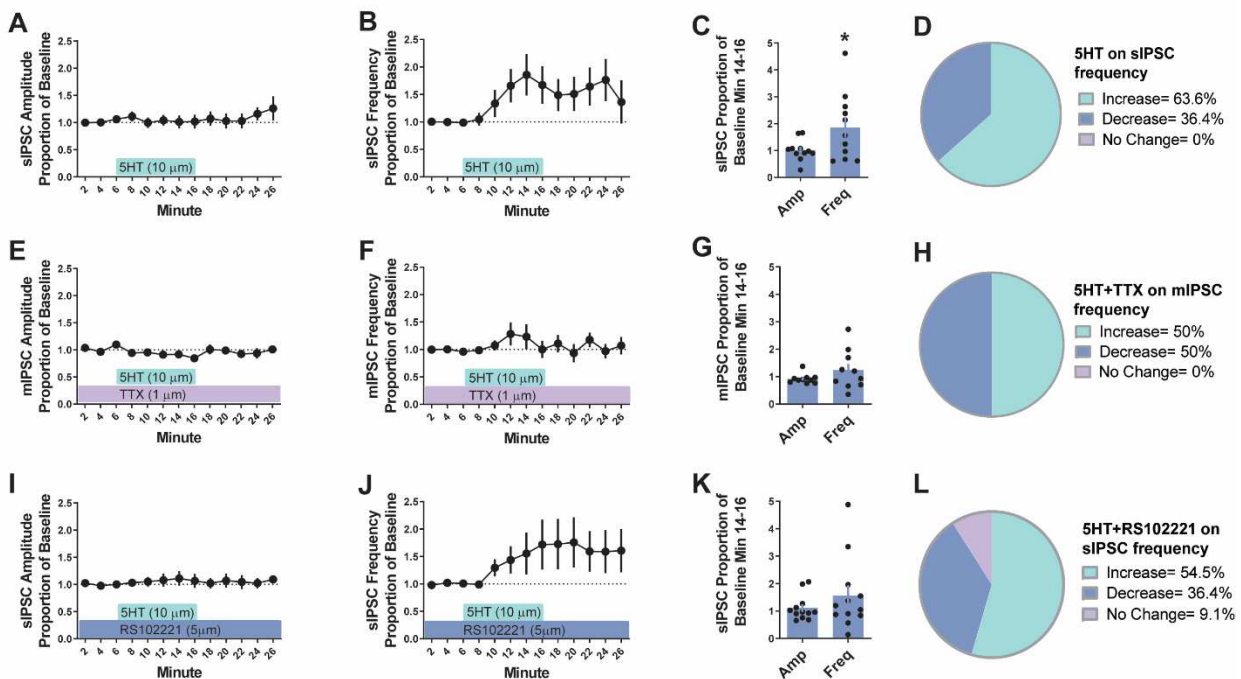 A
sIPSC Amplitude
Proportion of Baseline
2.5
2.0
1.5
1.0
0.5
0.0
5HT (10 μm)
2 4 6 8 10 12 14 16 18 20 22 24 26
Minute
B
sIPSC Frequency
Proportion of Baseline
2.5
2.0
1.5
1.0
0.5
0.0
5HT (10 μm)
2 4 6 8 10 12 14 16 18 20 22 24 26
Minute
C
sIPSC Proportion of
Baseline Min 14-16
5
4
3
2
1
0
*
Amp Freq
D
5HT on sIPSC
frequency
Increase= 63.6%
Decrease= 36.4%
No Change= 0%
E
mIPSC Amplitude
Proportion of Baseline
2.5
2.0
1.5
1.0
0.5
0.0
5HT (10 μm)
TTX (1 μm)
2 4 6 8 10 12 14 16 18 20 22 24 26
Minute
F
mIPSC Frequency
Proportion of Baseline
2.5
2.0
1.5
1.0
0.5
0.0
5HT (10 μm)
TTX (1 μm)
2 4 6 8 10 12 14 16 18 20 22 24 26
Minute
G
mIPSC Proportion of
Baseline Min 14-16
5
4
3
2
1
0
Amp Freq
H
5HT+TTX on mIPSC
frequency
Increase= 50%
Decrease= 50%
No Change= 0%
I
sIPSC Amplitude
Proportion of Baseline
2.5
2.0
1.5
1.0
0.5
0.0
5HT (10 μm)
RS102221 (5μm)
2 4 6 8 10 12 14 16 18 20 22 24 26
Minute
J
sIPSC Frequency
Proportion of Baseline
2.5
2.0
1.5
1.0
0.5
0.0
5HT (10 μm)
RS102221 (5μm)
2 4 6 8 10 12 14 16 18 20 22 24 26
Minute
K
sIPSC Proportion of
Baseline Min 14-16
5
4
3
2
1
0
Amp Freq
L
5HT+RS102221 on
sIPSC frequency
Increase= 54.5%
Decrease= 36.4%
No Change= 9.1%